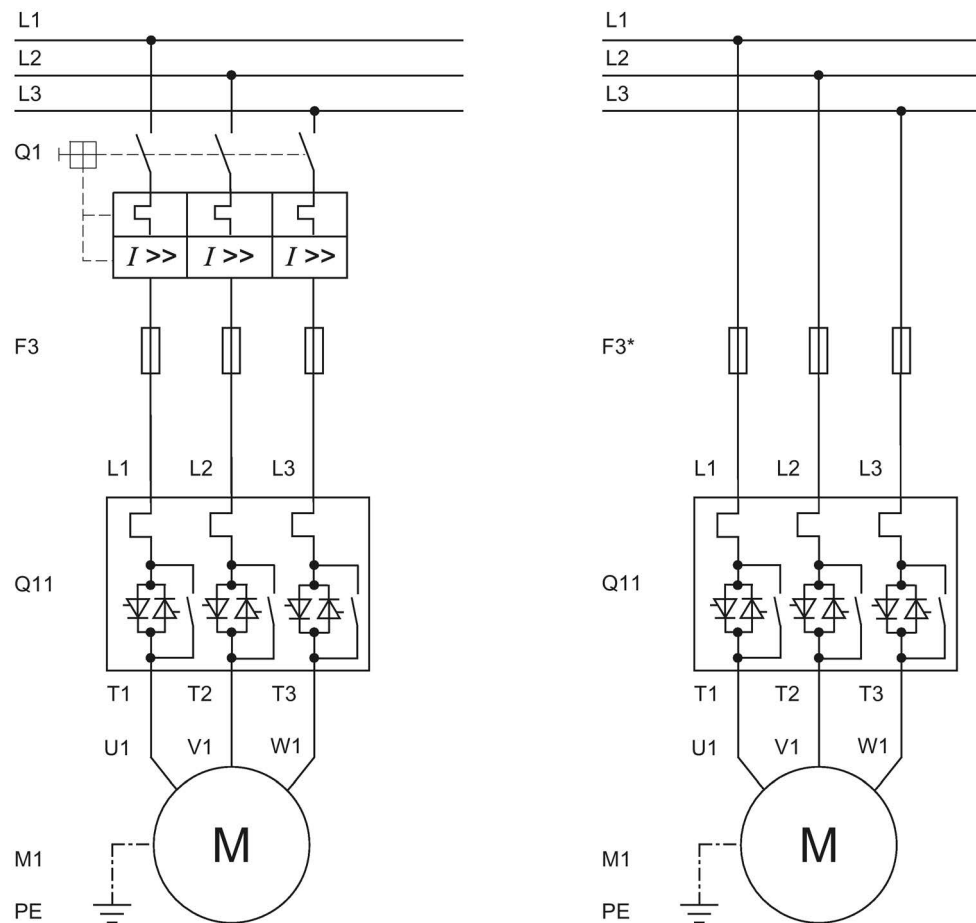 L1
L2
L3
Q1
I >> I >> I >>
F3
L1 L2 L3
Q11
T1 T2 T3
U1 V1 W1
M
M1
PE
L1
L2
L3
F3*
L1 L2 L3
Q11
T1 T2 T3
U1 V1 W1
M
M1
PE